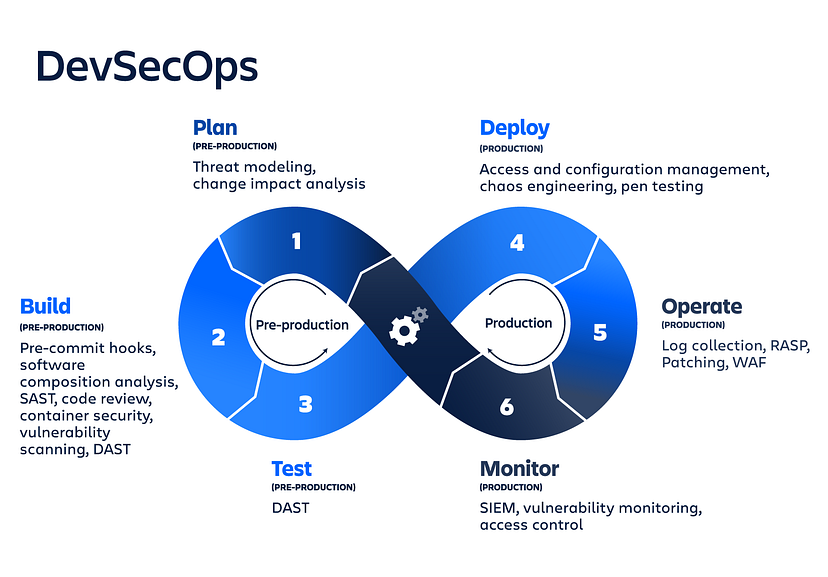 DevSecOps
Plan
(PRE-PRODUCTION)
Threat modeling,
change impact analysis
Deploy
(PRODUCTION)
Access and configuration management,
chaos engineering, pen testing
1
4
Build
(PRE-PRODUCTION)
Pre-commit hooks,
software
composition analysis,
SAST, code review,
container security,
vulnerability
scanning, DAST
2
Pre-production
Production
5
Operate
(PRODUCTION)
Log collection, RASP,
Patching, WAF
3
6
Test
(PRE-PRODUCTION)
DAST
Monitor
(PRODUCTION)
SIEM, vulnerability monitoring,
access control